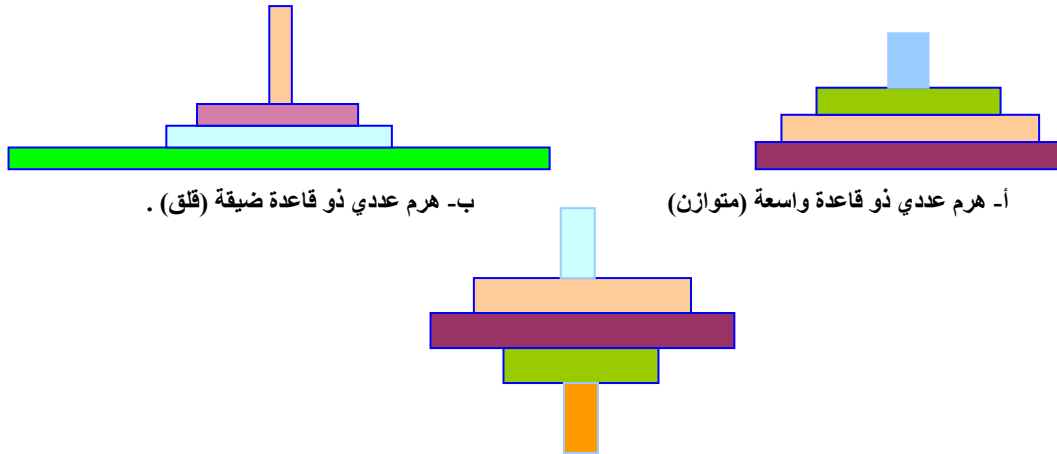 أ- هرم عددي ذو قاعدة واسعة (متوازن)
ب- هرم عددي ذو قاعدة ضيقة (قلق) .